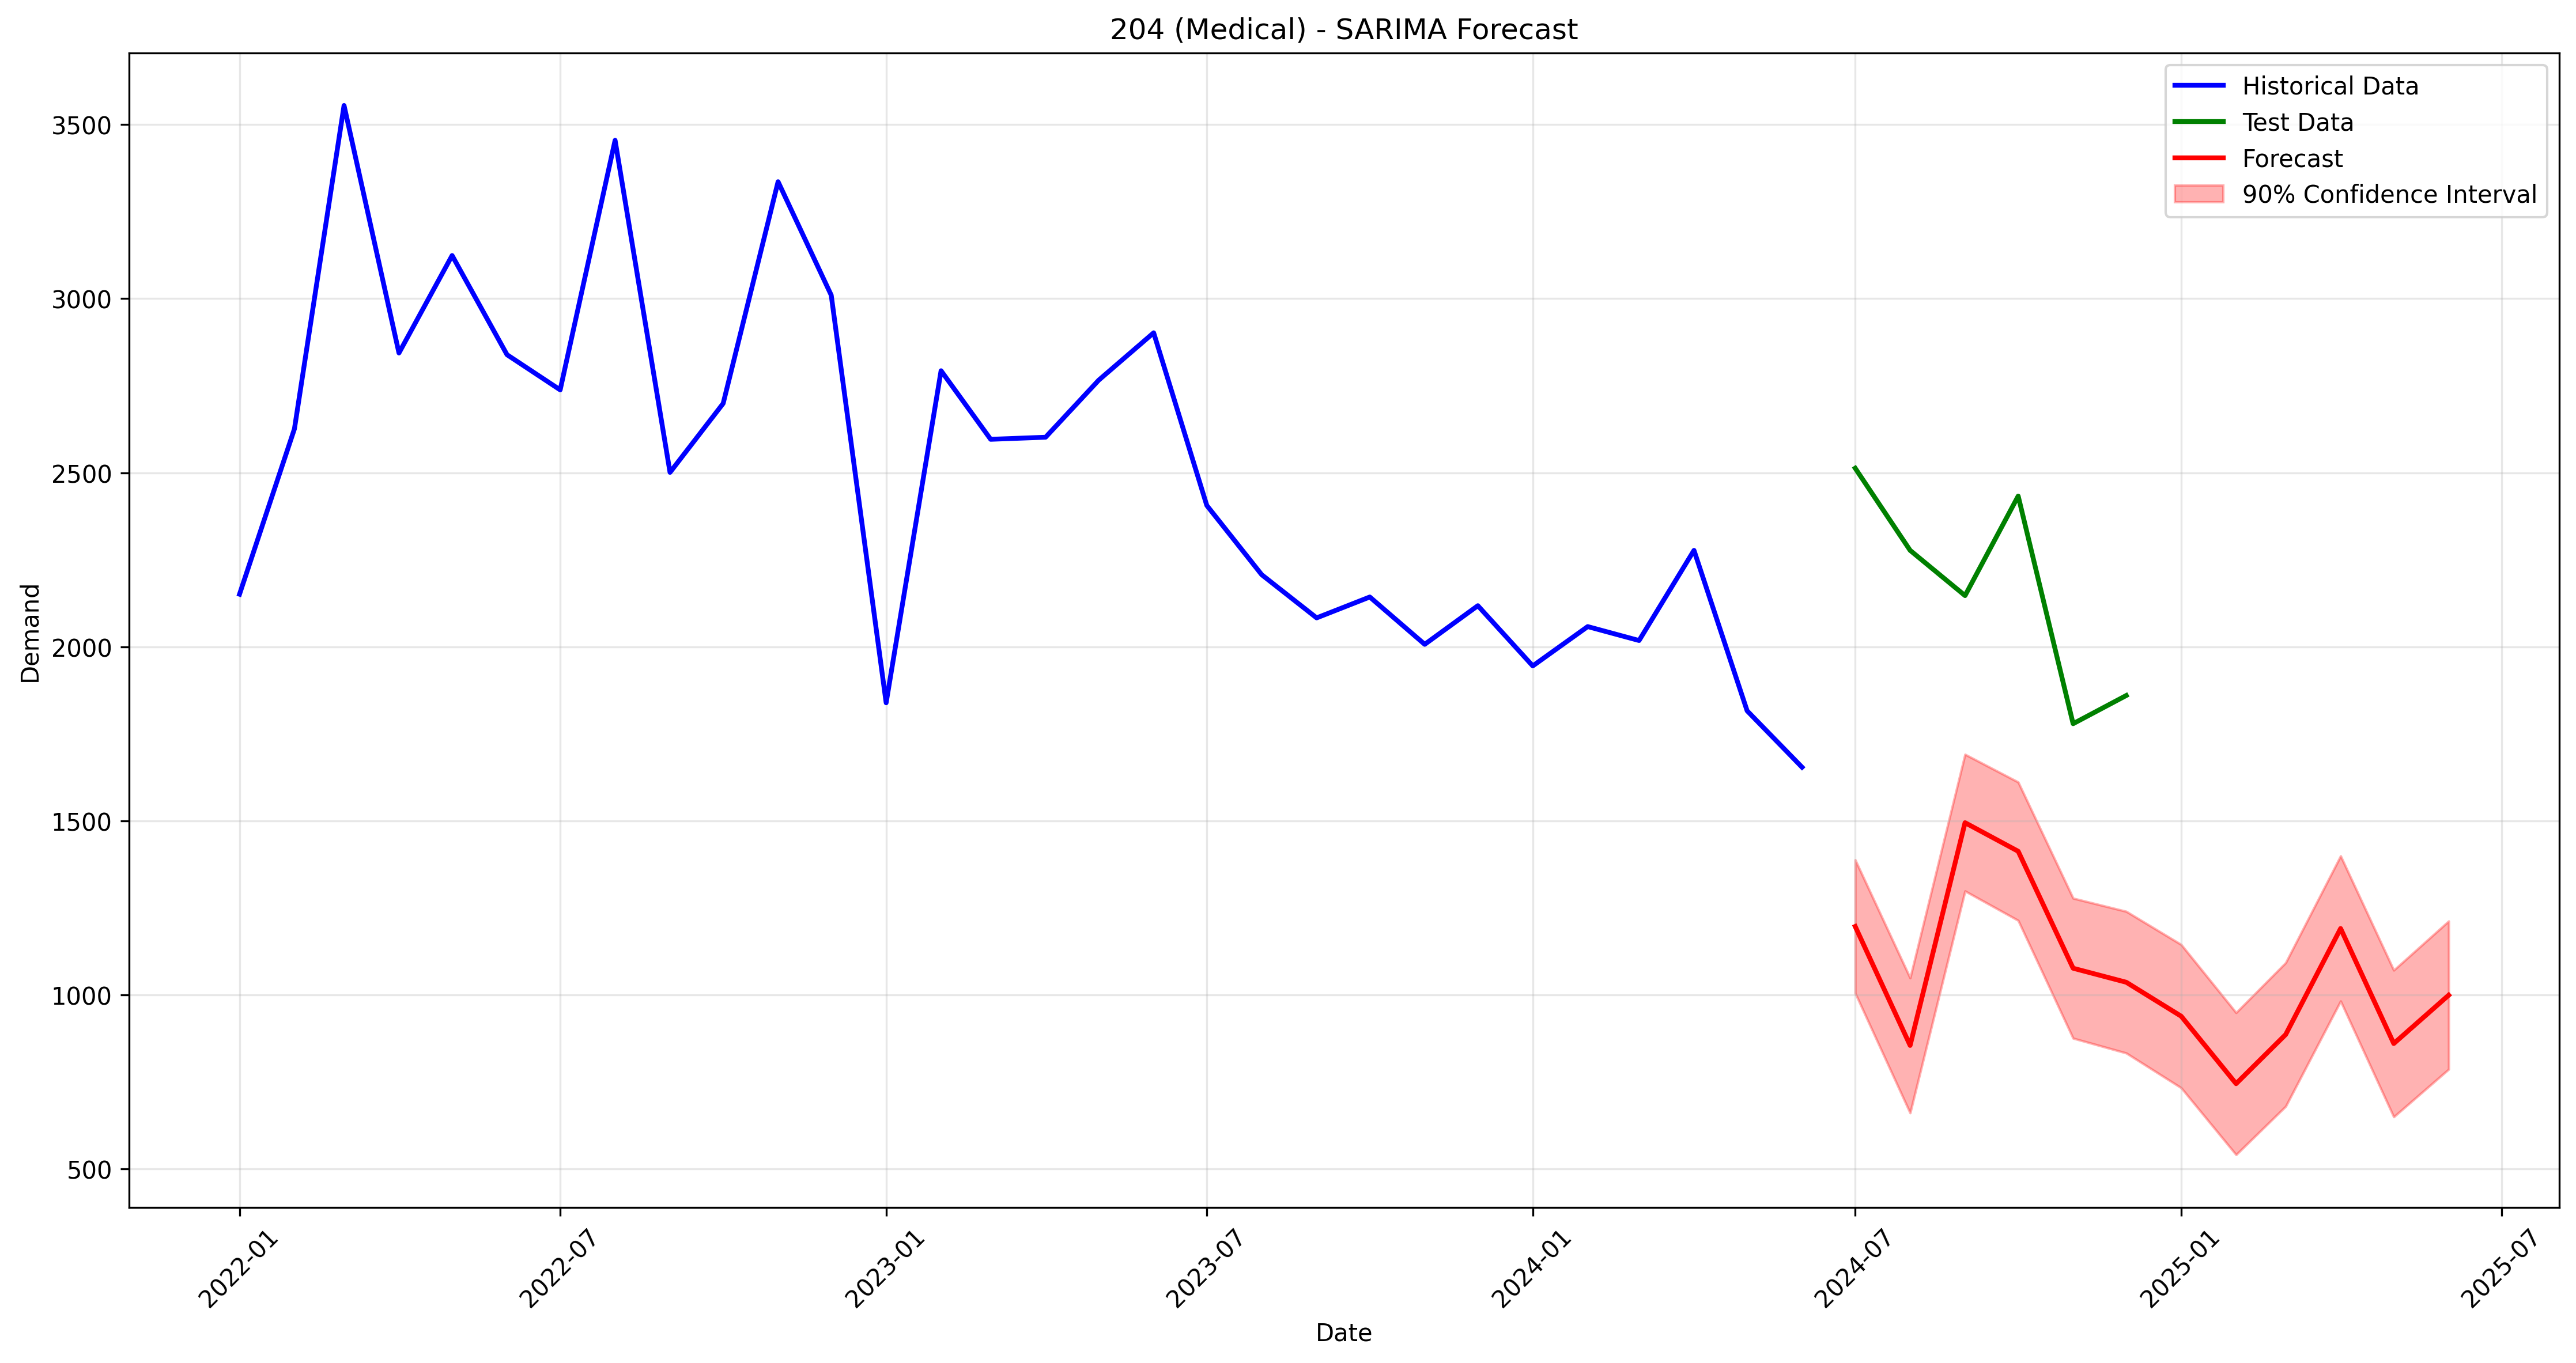 204 (Medical) - SARIMA Forecast
Historical Data
Test Data
Forecast
90% Confidence Interval
Demand
3500
3000
2500
2000
1500
1000
500
2022-01
2022-07
2023-01
2023-07
2024-01
2024-07
2025-01
2025-07
Date